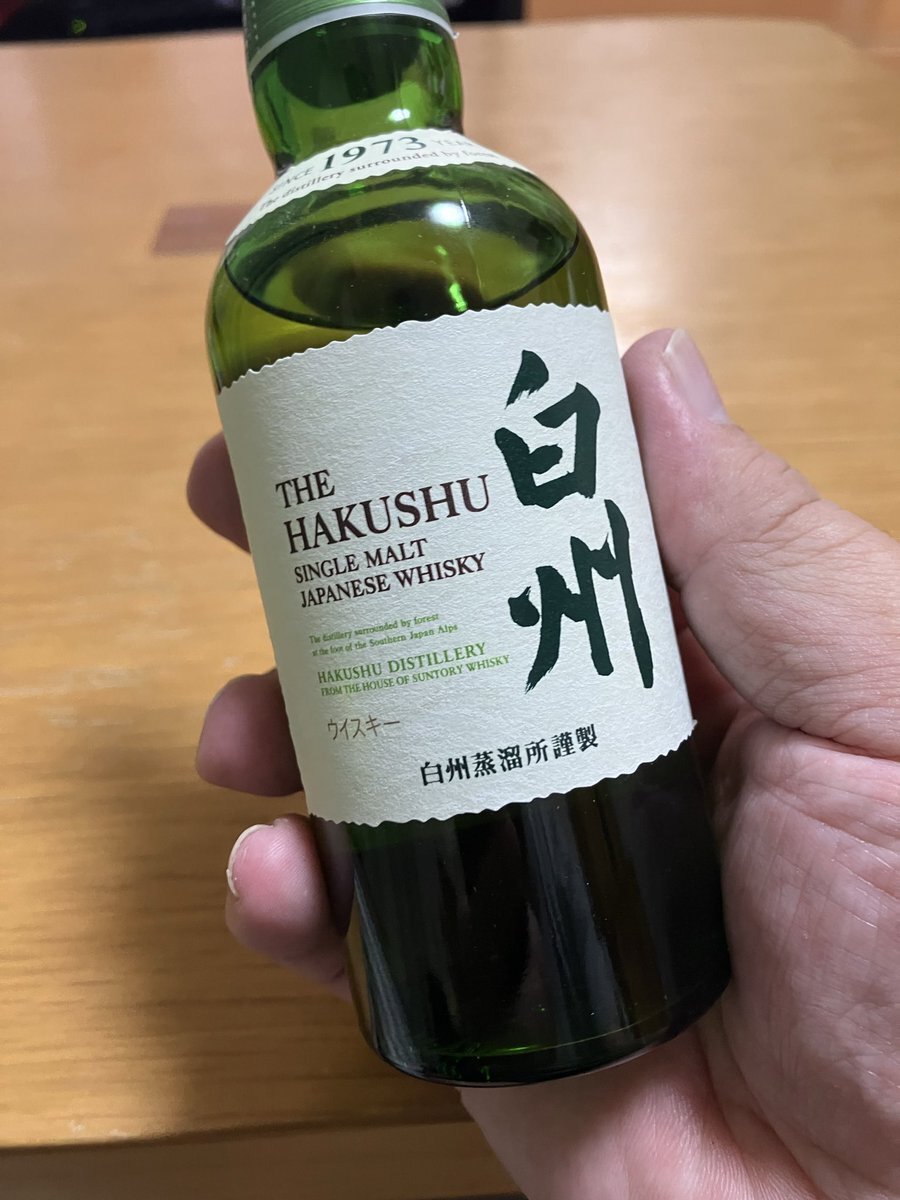 SINCE 1973 YEAR
The distillery surrounded by forest
THE
HAKUSHU
SINGLE MALT
JAPANESE WHISKY
The distillery surrounded by forest
at the foot of the Southern Japan Alps
HAKUSHU DISTILLERY
FROM THE HOUSE OF SUNTORY WHISKY
ウイスキー
白州
白州蒸溜所謹製